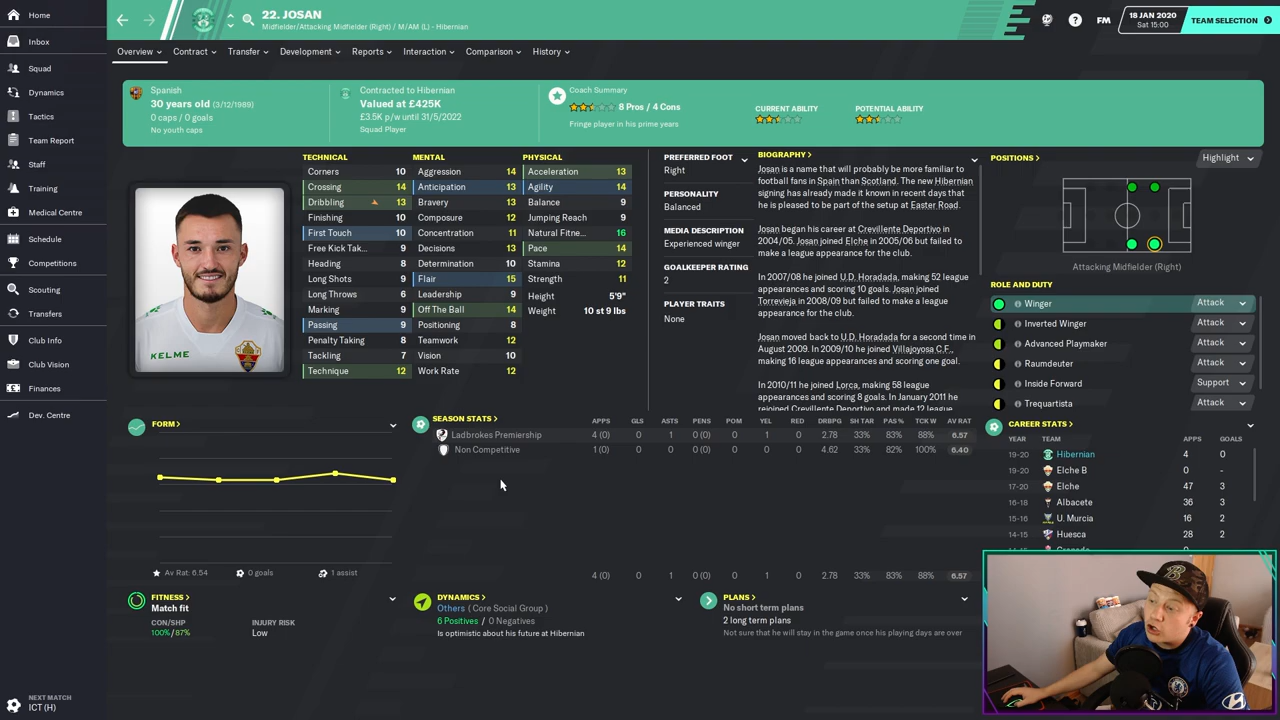 Home
Inbox
Squad
Dynamics
Tactics
Team Report
Staff
Training
Medical Centre
Schedule
Competitions
Scouting
Transfers
Club Info
Club Vision
Finances
Dev. Centre
NEXT MATCH
ICT (H)
22. JOSAN
Midfielder/Attacking Midfielder (Right) / M/AM (L) - Hibernian
FM
18 JAN 2020
Sat 15:00
TEAM SELECTION
Overview Contract Transfer Development Reports Interaction Comparison History
Spanish
30 years old (3/12/1989)
0 caps / 0 goals
No youth caps
Contracted to Hibernian
Valued at £425K
£3.5K p/w until 31/5/2022
Squad Player
Coach Summary
8 Pros / 4 Cons
Fringe player in his prime years
CURRENT ABILITY
POTENTIAL ABILITY
KELME
TECHNICAL
Corners 10
Crossing 14
Dribbling 13
Finishing 10
First Touch 10
Free Kick Tak... 9
Heading 8
Long Shots 9
Long Throws 6
Marking 9
Passing 9
Penalty Taking 8
Tackling 7
Technique 12
MENTAL
Aggression 14
Anticipation 13
Bravery 13
Composure 12
Concentration 11
Decisions 13
Determination 10
Flair 15
Leadership 9
Off The Ball 14
Positioning 8
Teamwork 12
Vision 10
Work Rate 12
PHYSICAL
Acceleration 13
Agility 14
Balance 9
Jumping Reach 9
Natural Fitne... 16
Pace 14
Stamina 12
Strength 11
Height 5'9"
Weight 10 st 9 lbs
PREFERRED FOOT
Right
PERSONALITY
Balanced
MEDIA DESCRIPTION
Experienced winger
GOALKEEPER RATING
2
PLAYER TRAITS
None
BIOGRAPHY >
Josan is a name that will probably be more familiar to
football fans in Spain than Scotland. The new Hibernian
signing has already made it known in recent days that
he is pleased to be part of the setup at Easter Road.
Josan began his career at Crevillente Deportivo in
2004/05. Josan joined Elche in 2005/06 but failed to
make a league appearance for the club.
In 2007/08 he joined U.D. Horadada, making 52 league
appearances and scoring 10 goals. Josan joined
Torrevieja in 2008/09 but failed to make a league
appearance for the club.
Josan moved back to U.D. Horadada for a second time in
August 2009. In 2009/10 he joined Villajoyosa C.F.,
making 16 league appearances and scoring one goal.
In 2010/11 he joined Lorca, making 58 league
appearances and scoring 8 goals. In January 2011 he
rejoined Crevillente Deportivo and made 12 league
POSITIONS >
Highlight
Attacking Midfielder (Right)
ROLE AND DUTY
Winger Attack
Inverted Winger Attack
Advanced Playmaker Attack
Raumdeuter Attack
Inside Forward Support
Trequartista Attack
FORM >
Av Rat: 6.54 0 goals 1 assist
SEASON STATS > APPS GLS ASTS PENS POM YEL RED DRBPG SH TAR PAS % TCK W AV RAT
Ladbrokes Premiership 4 (0) 0 1 0 (0) 0 1 0 2.78 33% 83% 88% 6.57
Non Competitive 1 (0) 0 0 0 (0) 0 0 0 4.62 33% 82% 100% 6.40
4 (0) 0 1 0 (0) 0 1 0 2.78 33% 83% 88% 6.57
CAREER STATS >
YEAR TEAM APPS GOALS
19-20 Hibernian 4 0
19-20 Elche B 0 -
17-20 Elche 47 3
16-18 Albacete 36 3
15-16 U. Murcia 16 2
14-15 Huesca 28 2
FITNESS >
Match fit
CON/SHP
100%/87%
INJURY RISK
Low
DYNAMICS >
Others ( Core Social Group )
6 Positives / 0 Negatives
Is optimistic about his future at Hibernian
PLANS >
No short term plans
2 long term plans
Not sure that he will stay in the game once his playing days are over